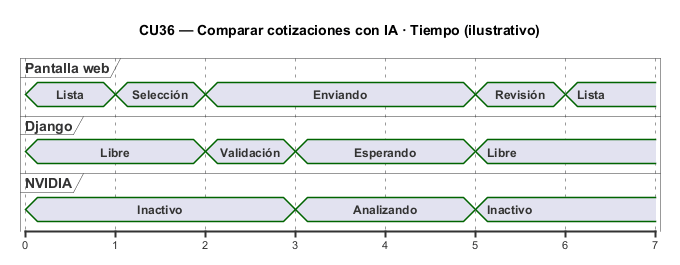 CU36 — Comparar cotizaciones con IA · Tiempo (ilustrativo)
Pantalla web
Lista Selección Enviando Revisión Lista
Django
Libre Validación Esperando Libre
NVIDIA
Inactivo Analizando Inactivo
0 1 2 3 4 5 6 7